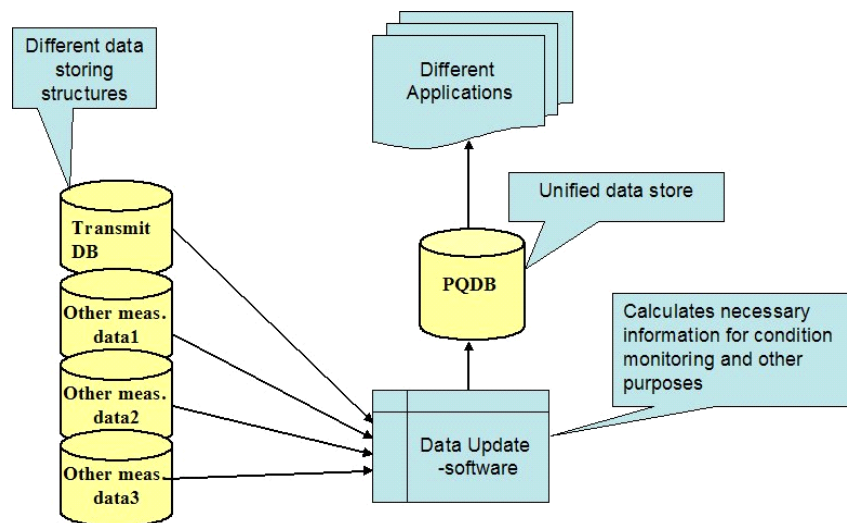 Different data
storing
structures
Different
Applications
Unified data store
Transmit
DB
PQDB
Other meas.
data1
Calculates necessary
information for condition
monitoring and other
purposes
Other meas.
data2
Data Update
-software
Other meas.
data3